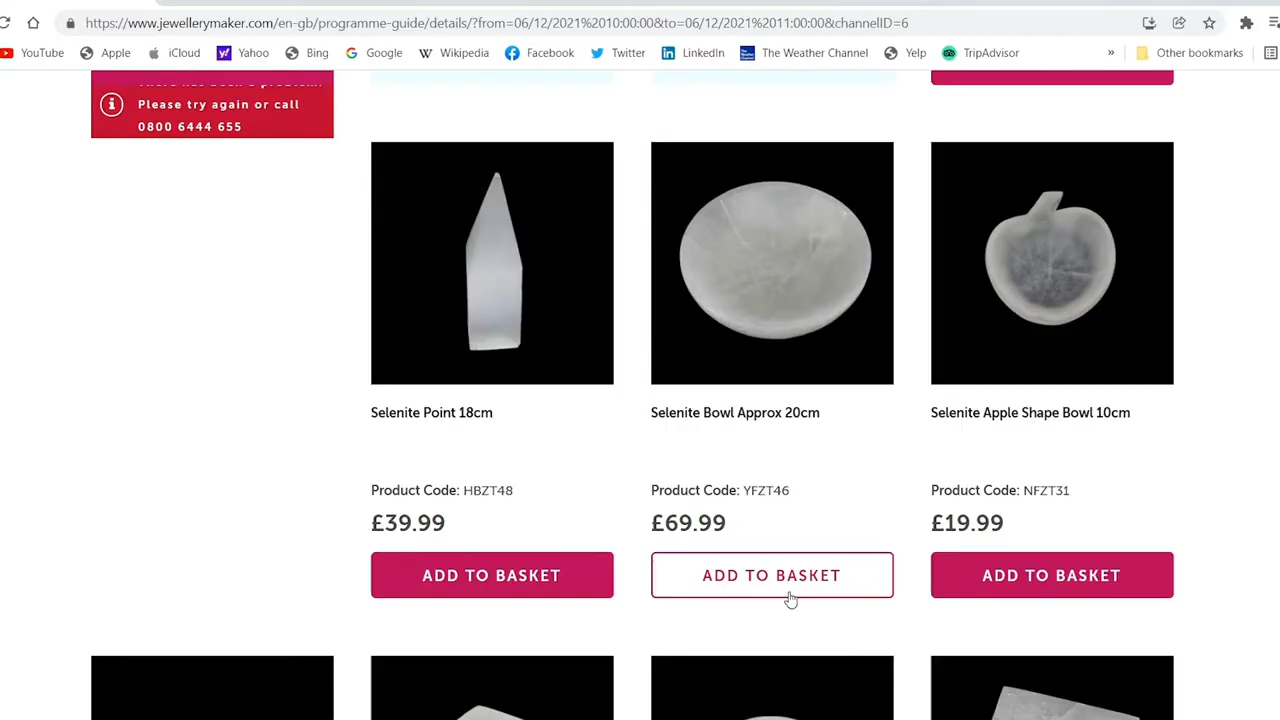 https://www.jewellerymaker.com/en-gb/programme-guide/details/?from=06/12/2021%2010:00:00&to=06/12/2021%2011:00:00&channelID=6
YouTube Apple iCloud Yahoo Bing Google Wikipedia Facebook Twitter LinkedIn The Weather Channel Yelp TripAdvisor » Other bookmarks
Please try again or call
0800 6444 655
Selenite Point 18cm
Selenite Bowl Approx 20cm
Selenite Apple Shape Bowl 10cm
Product Code: HBZT48
Product Code: YFZT46
Product Code: NFZT31
£39.99
£69.99
£19.99
ADD TO BASKET
ADD TO BASKET
ADD TO BASKET